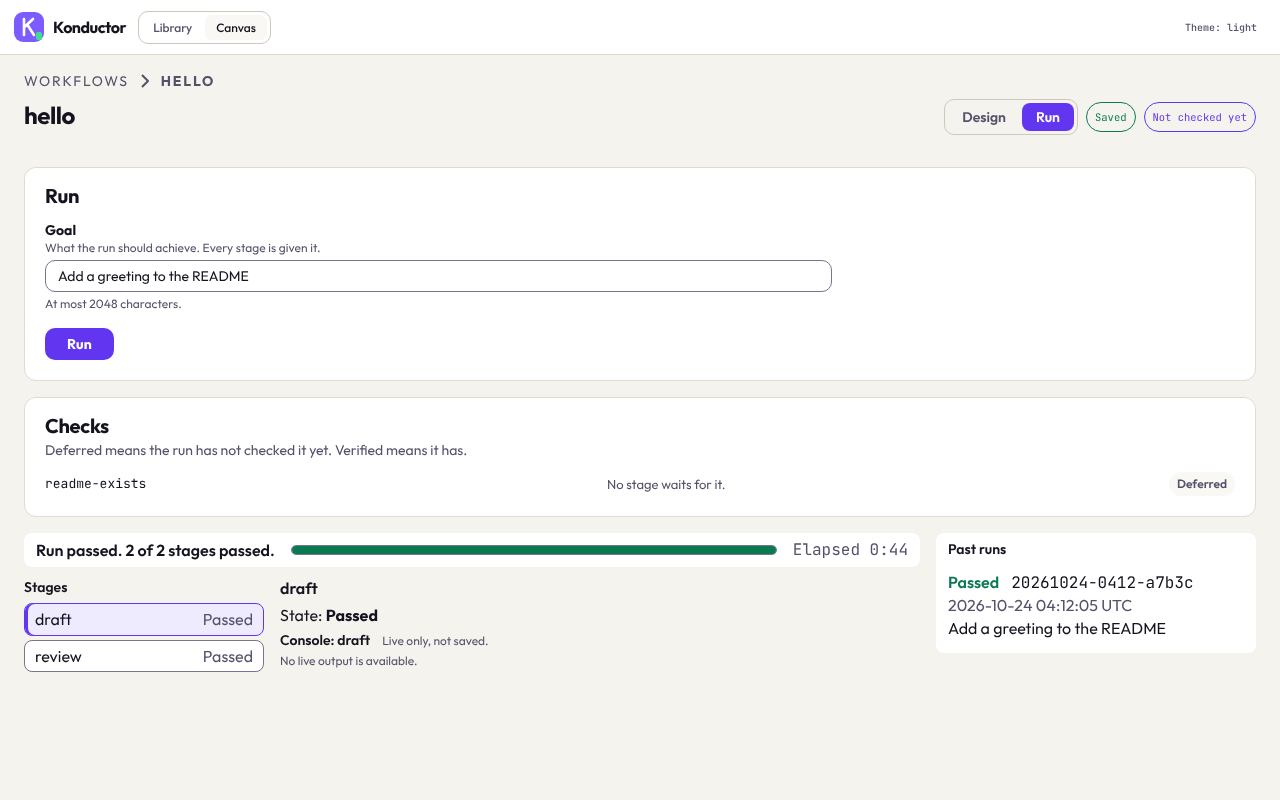 Konductor
Library
Canvas
Theme: light
WORKFLOWS > HELLO
hello
Design
Run
Saved
Not checked yet
Run
Goal
What the run should achieve. Every stage is given it.
Add a greeting to the README
At most 2048 characters.
Run
Checks
Deferred means the run has not checked it yet. Verified means it has.
readme-exists
No stage waits for it.
Deferred
Run passed. 2 of 2 stages passed.
Elapsed 0:44
Stages
draft Passed
review Passed
draft
State: Passed
Console: draft Live only, not saved.
No live output is available.
Past runs
Passed 20261024-0412-a7b3c
2026-10-24 04:12:05 UTC
Add a greeting to the README